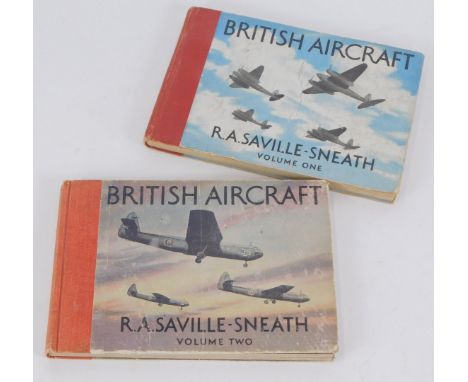 BRITISH AIRCRAFT
R.A.SAVILLE-SNEATH
VOLUME ONE
BRITISH AIRCRAFT
R.A.SAVILLE-SNEATH
VOLUME TWO